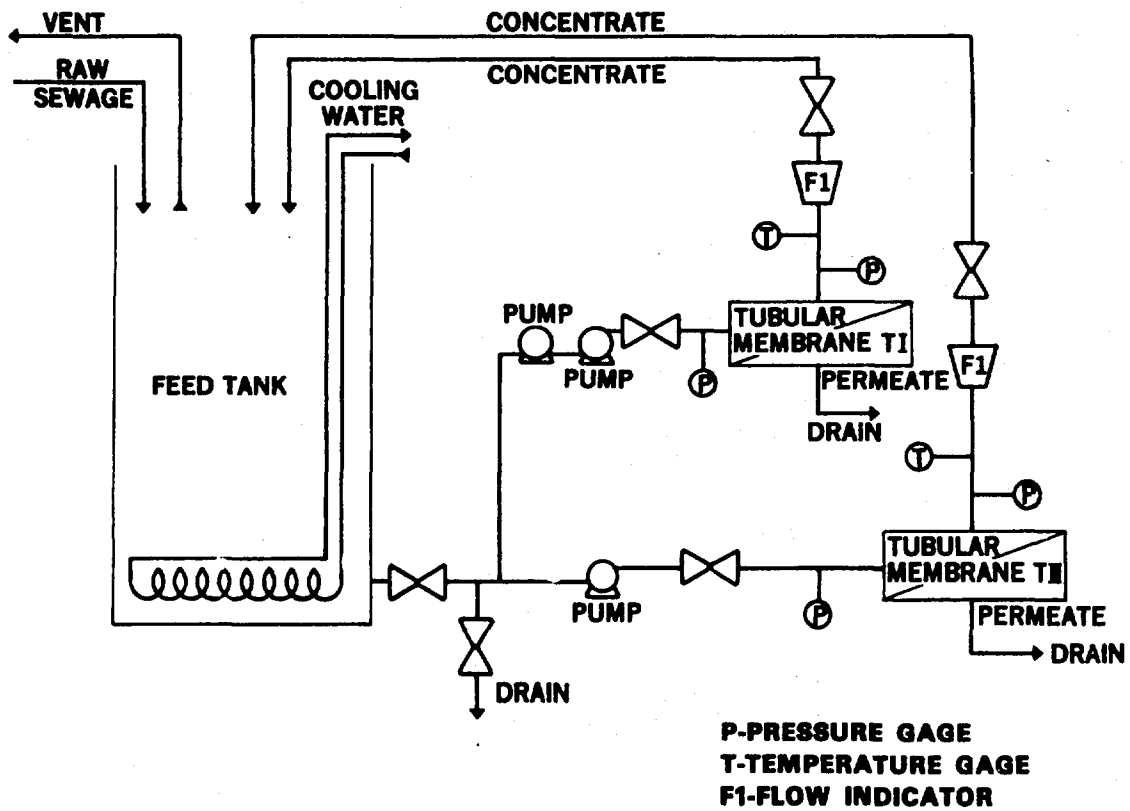 VENT
CONCENTRATE
RAW
SEWAGE
CONCENTRATE
COOLING
WATER
F1
T
P
PUMP
TUBULAR
MEMBRANE TI
F1
FEED TANK
PUMP
P
PERMEATE
DRAIN
T
P
TUBULAR
MEMBRANE TII
PUMP
P
PERMEATE
DRAIN
DRAIN
P-PRESSURE GAGE
T-TEMPERATURE GAGE
F1-FLOW INDICATOR